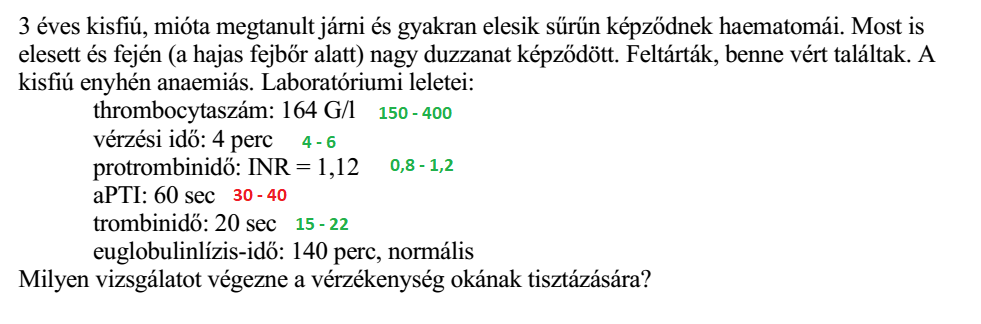 3 éves kisfiú, mióta megtanult járni és gyakran elesik sűrűn képződnek haematomái. Most is
elesett és fején (a hajas fejbőr alatt) nagy duzzanat képződött. Feltárták, benne vért találtak. A
kisfiú enyhén anaemiás. Laboratóriumi leletei:
thrombocytaszám: 164 G/l 150 - 400
vérzési idő: 4 perc 4 - 6
protrombinidő: INR = 1,12 0,8 - 1,2
aPTI: 60 sec 30 - 40
trombinidő: 20 sec 15 - 22
euglobulinlízis-idő: 140 perc, normális
Milyen vizsgálatot végezne a vérzékenység okának tisztázására?